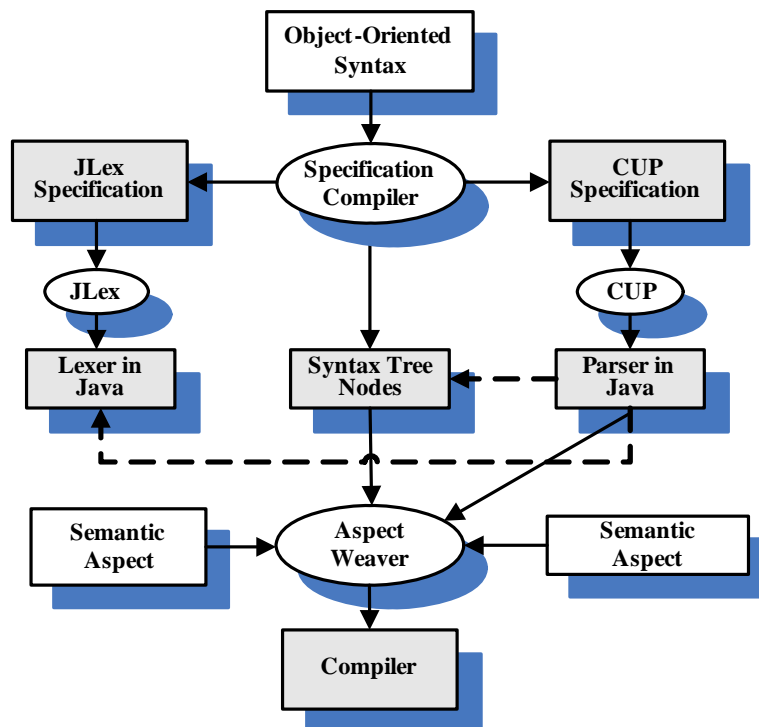 Object-Oriented
Syntax
JLex
Specification
Specification
Compiler
CUP
Specification
JLex
CUP
Lexer in
Java
Syntax Tree
Nodes
Parser in
Java
Semantic
Aspect
Aspect
Weaver
Semantic
Aspect
Compiler